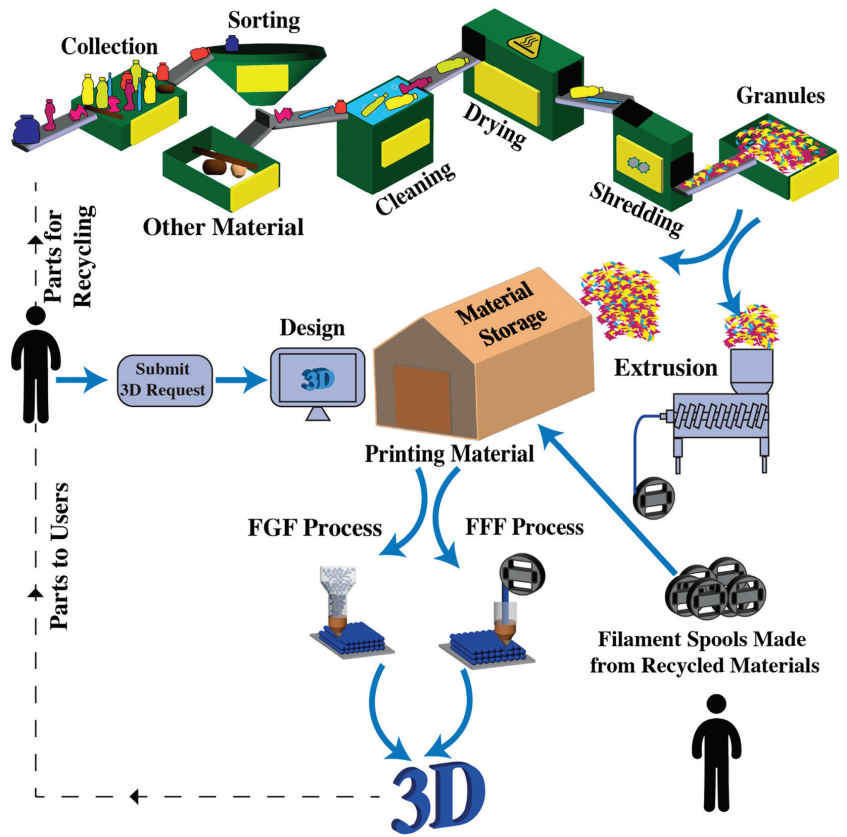 Sorting
Collection
Granules
Drying
Cleaning
Shredding
Other Material
Parts for
Recycling
Material
Storage
Design
Submit
3D Request
3D
Extrusion
Printing Material
FGF Process
FFF Process
Parts to Users
Filament Spools Made
from Recycled Materials
3D